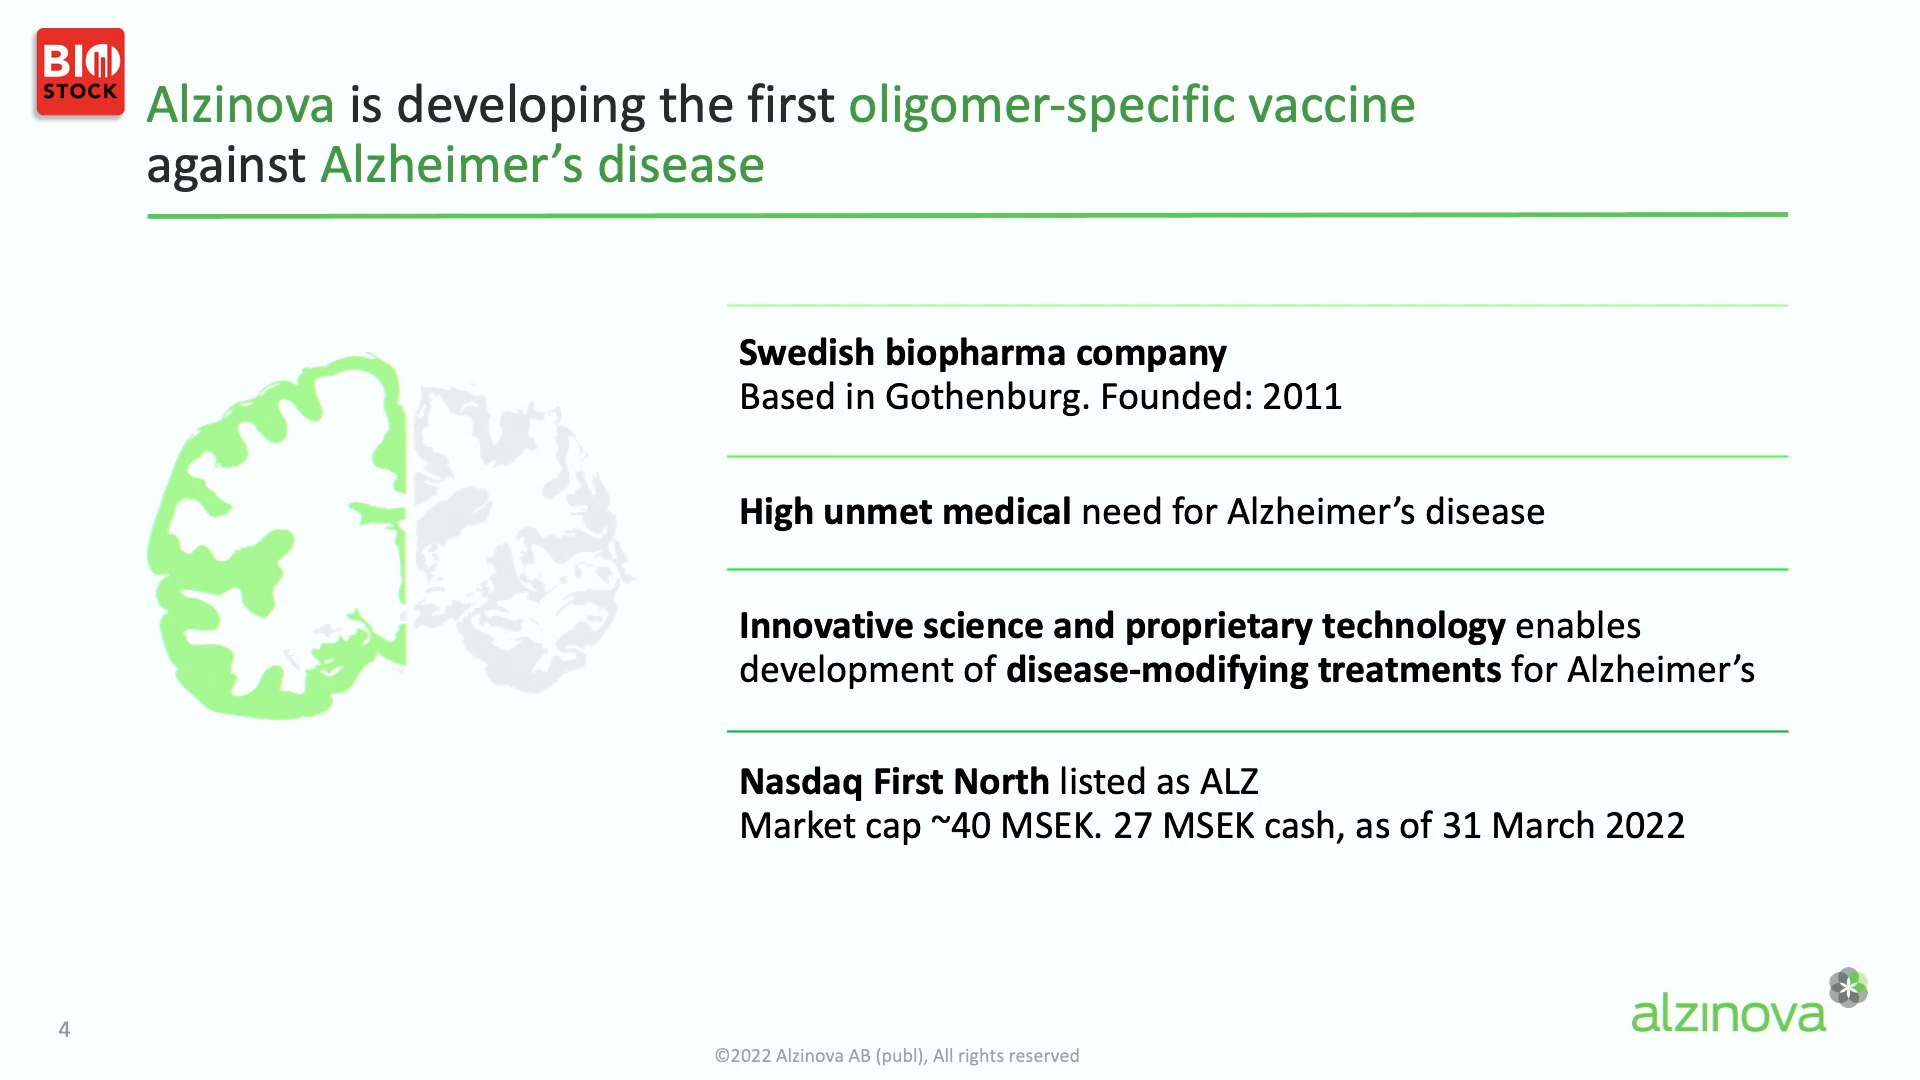 BIO
STOCK
Alzinova is developing the first oligomer-specific vaccine
against Alzheimer’s disease
Swedish biopharma company
Based in Gothenburg. Founded: 2011
High unmet medical need for Alzheimer’s disease
Innovative science and proprietary technology enables
development of disease-modifying treatments for Alzheimer’s
Nasdaq First North listed as ALZ
Market cap ~40 MSEK. 27 MSEK cash, as of 31 March 2022
alzinova
4
©2022 Alzinova AB (publ), All rights reserved